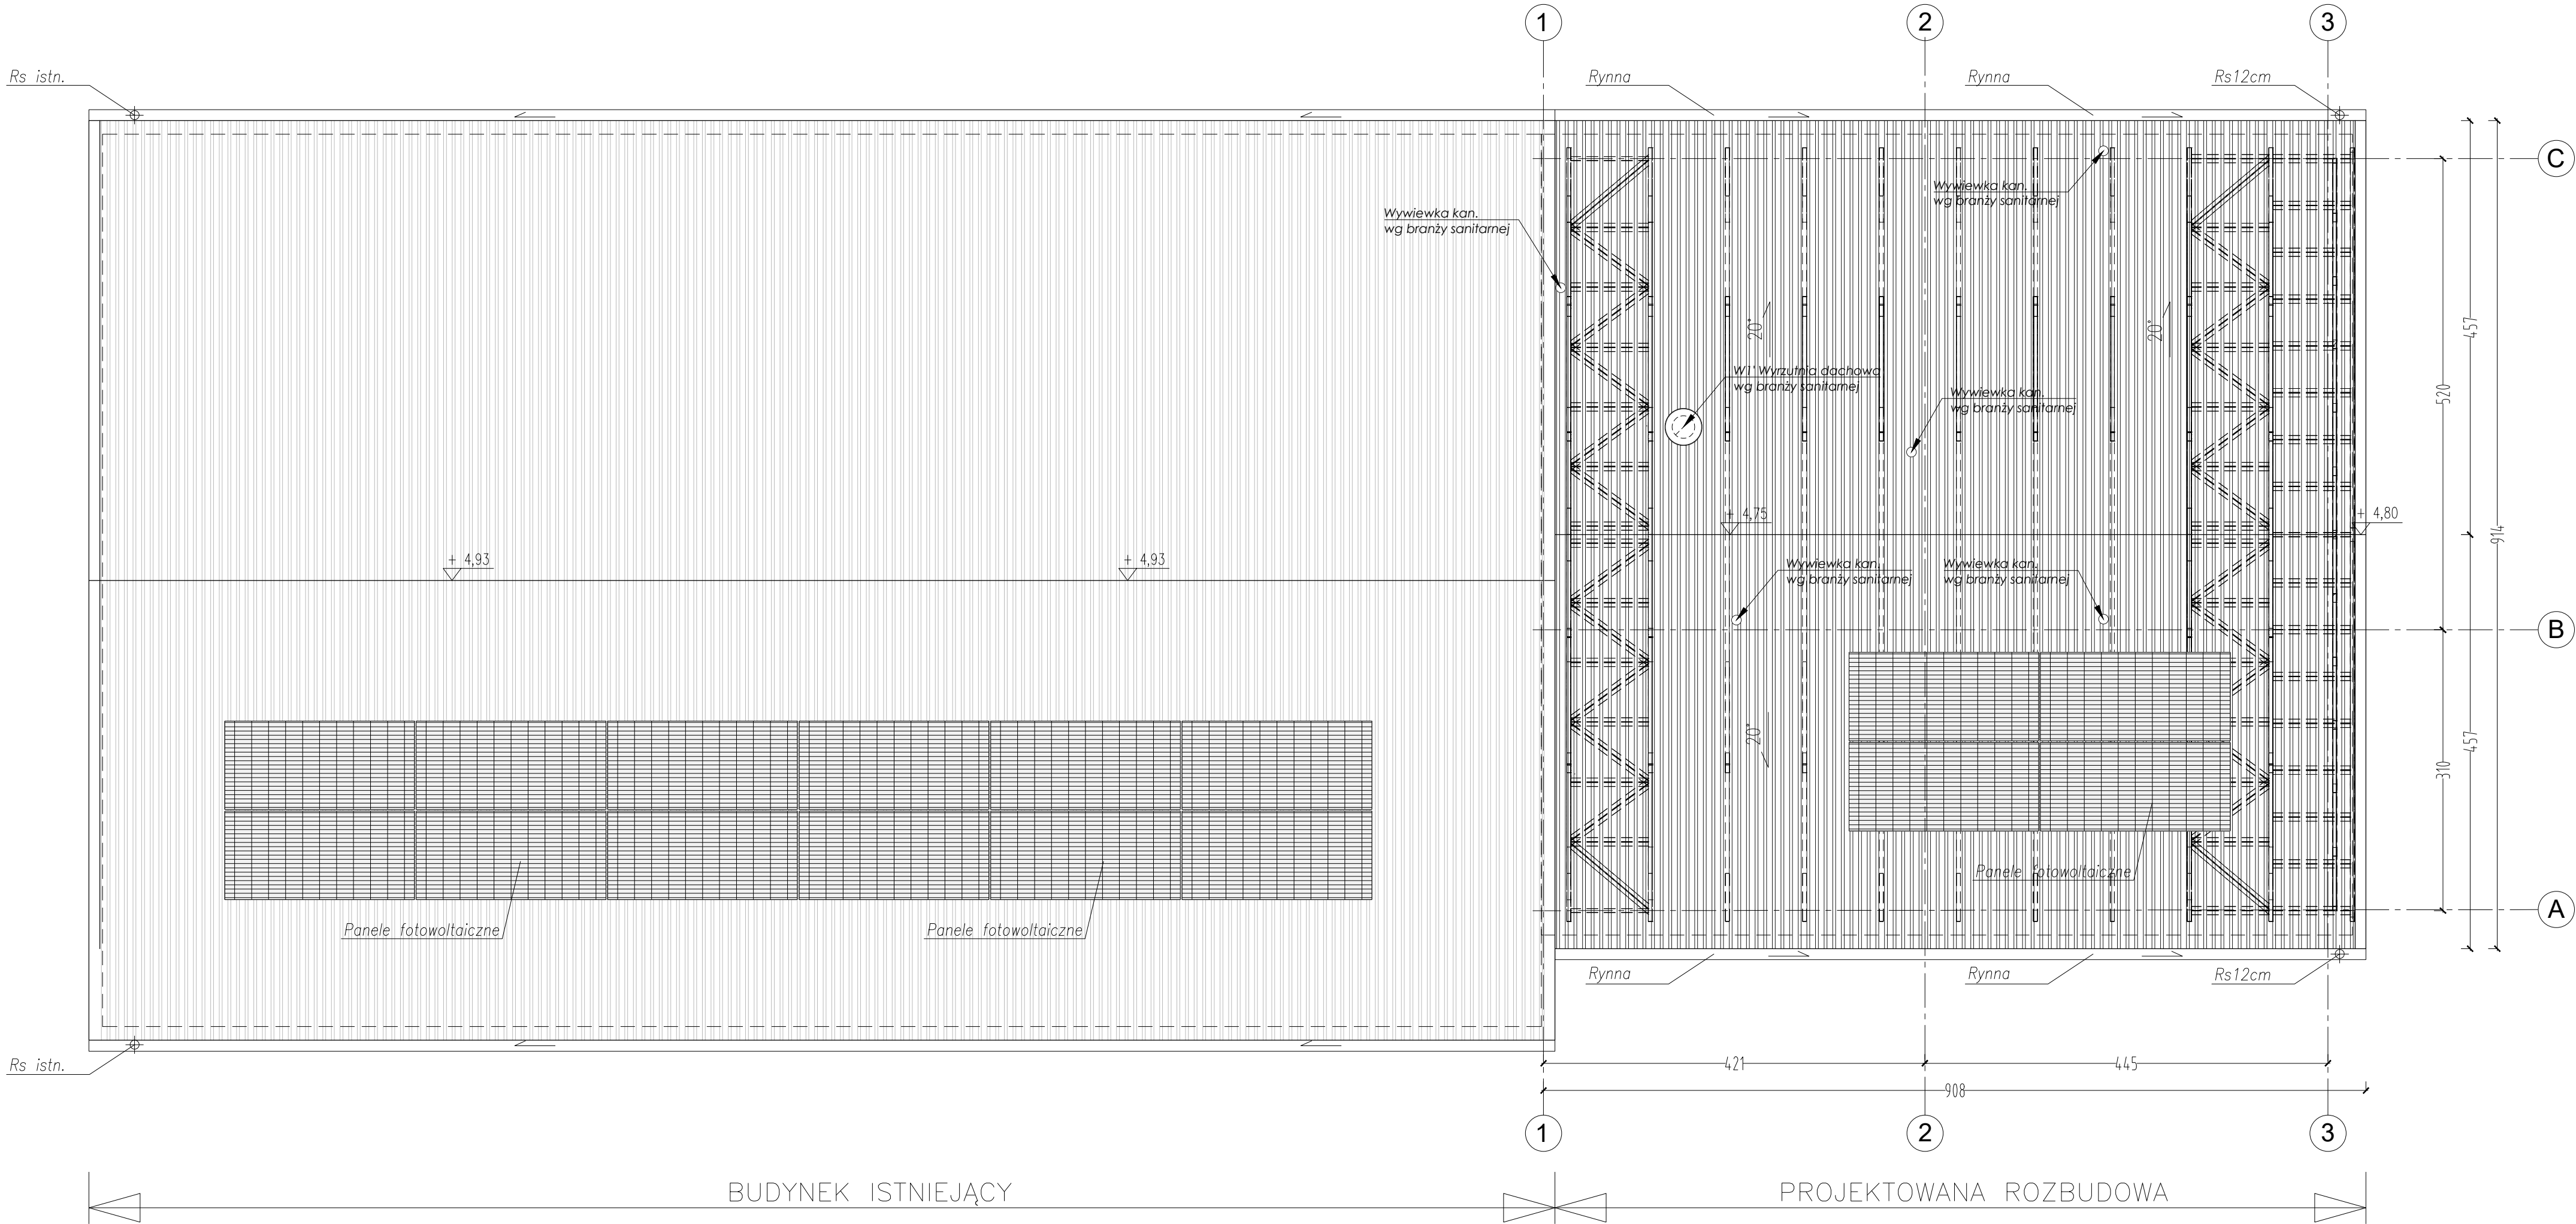 1
2
3
Rs istn.
Rynna
Rynna
Rs12cm
C
Wywiewka kan.
wg branży sanitarnej
Wywiewka kan.
wg branży sanitarnej
20°
20°
457
W1' Wyrzutnia dachowa
wg branży sanitarnej
Wywiewka kan.
wg branży sanitarnej
520
+ 4,75
+ 4,80
914
+ 4,93
+ 4,93
Wywiewka kan.
wg branży sanitarnej
Wywiewka kan.
wg branży sanitarnej
B
20°
457
310
Panele fotowoltaiczne
Panele fotowoltaiczne
Panele fotowoltaiczne
A
Rynna
Rynna
Rs12cm
Rs istn.
421
445
908
1
2
3
BUDYNEK ISTNIEJĄCY
PROJEKTOWANA ROZBUDOWA